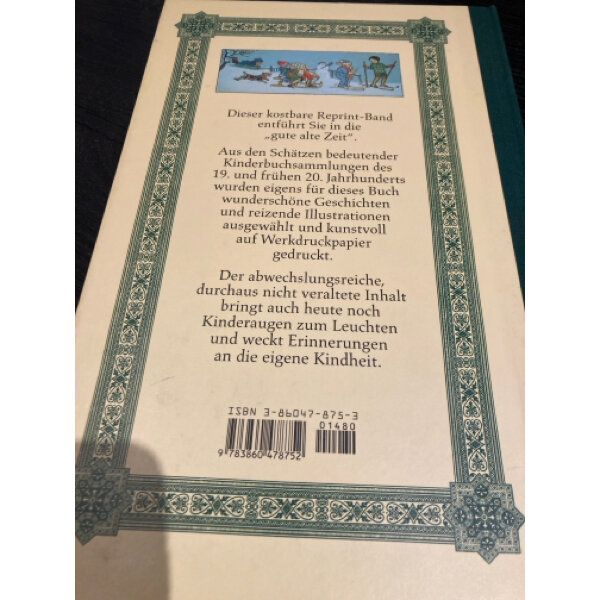 Dieser kostbare Reprint-Band
entführt Sie in die
„gute alte Zeit".
Aus den Schätzen bedeutender
Kinderbuchsammlungen des
19. und frühen 20. Jahrhunderts
wurden eigens für dieses Buch
wunderschöne Geschichten
und reizende Illustrationen
ausgewählt und kunstvoll
auf Werkdruckpapier
gedruckt.
Der abwechslungsreiche,
durchaus nicht veraltete Inhalt
bringt auch heute noch
Kinderaugen zum Leuchten
und weckt Erinnerungen
an die eigene Kindheit.
ISBN 3-86047-875-3
01480
9 783860 478752